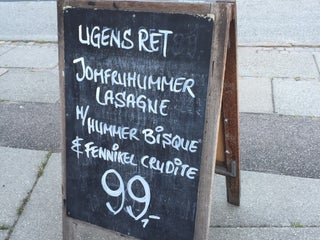 UGENS RET
JOMFRUHUMMER
LASAGNE
M/HUMMER BISQUE
& FENNIKEL CRUDITE
99,-